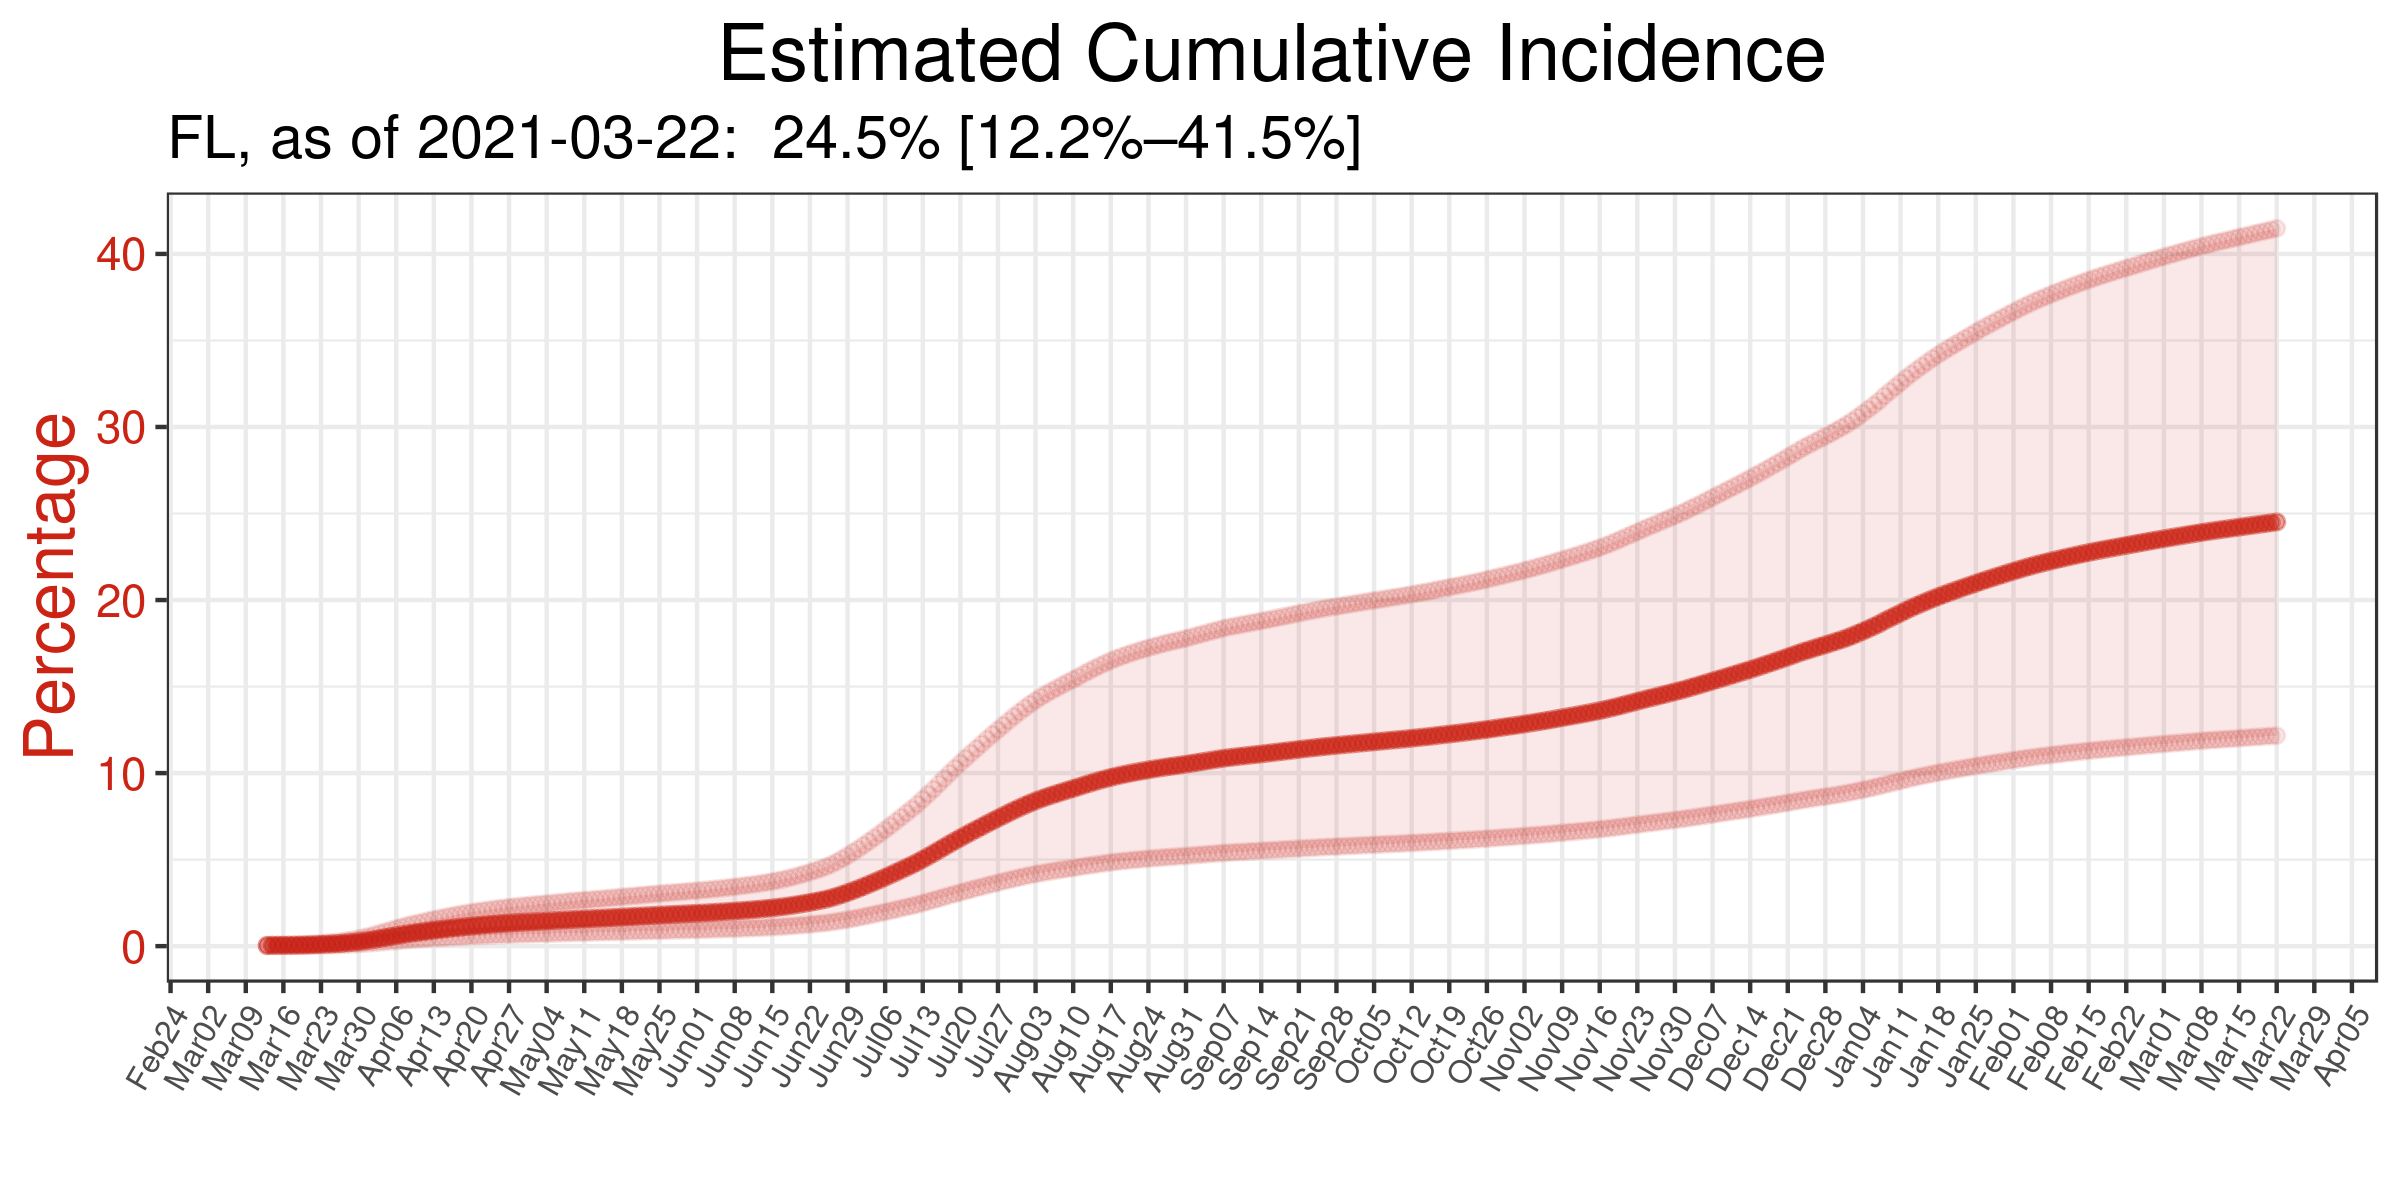 Estimated Cumulative Incidence
FL, as of 2021-03-22:  24.5% [12.2%–41.5%]
Percentage
40
30
20
10
0
Feb24
Mar02
Mar09
Mar16
Mar23
Mar30
Apr06
Apr13
Apr20
Apr27
May04
May11
May18
May25
Jun01
Jun08
Jun15
Jun22
Jun29
Jul06
Jul13
Jul20
Jul27
Aug03
Aug10
Aug17
Aug24
Aug31
Sep07
Sep14
Sep21
Sep28
Oct05
Oct12
Oct19
Oct26
Nov02
Nov09
Nov16
Nov23
Nov30
Dec07
Dec14
Dec21
Dec28
Jan04
Jan11
Jan18
Jan25
Feb01
Feb08
Feb15
Feb22
Mar01
Mar08
Mar15
Mar22
Mar29
Apr05